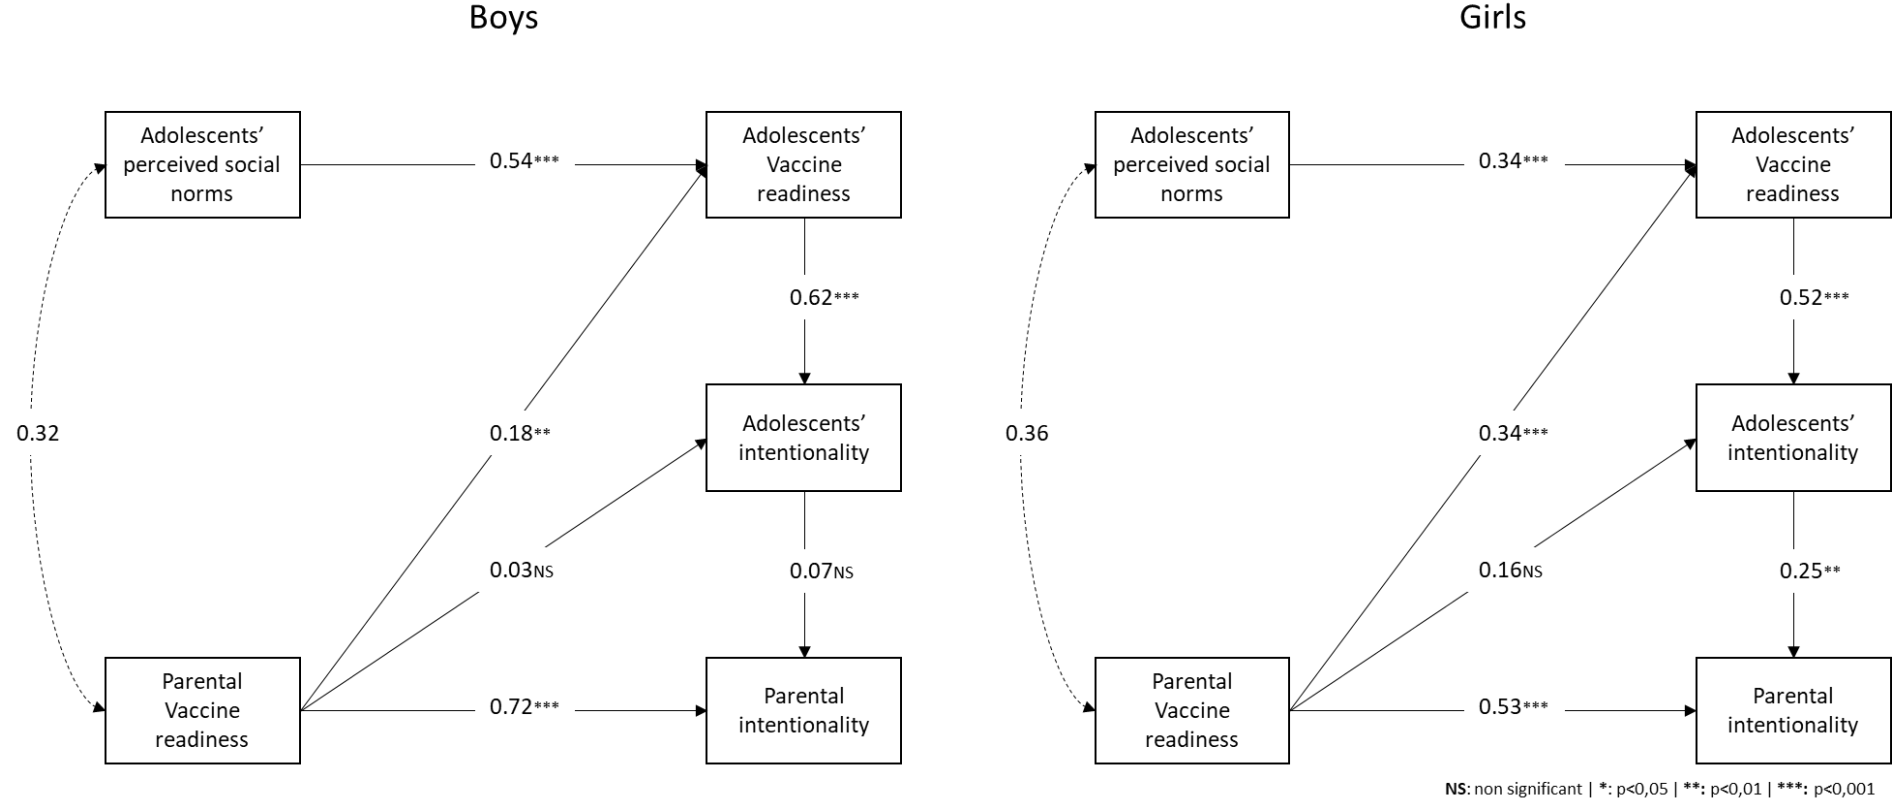 Boys
Adolescents’
perceived social
norms
0.54***
Adolescents’
Vaccine
readiness
0.62***
0.32
0.18**
Adolescents’
intentionality
0.03NS
0.07NS
Parental
Vaccine
readiness
0.72***
Parental
intentionality
Girls
Adolescents’
perceived social
norms
0.34***
Adolescents’
Vaccine
readiness
0.52***
0.36
0.34***
Adolescents’
intentionality
0.16NS
0.25**
Parental
Vaccine
readiness
0.53***
Parental
intentionality
NS: non significant | *: p<0,05 | **: p<0,01 | ***: p<0,001